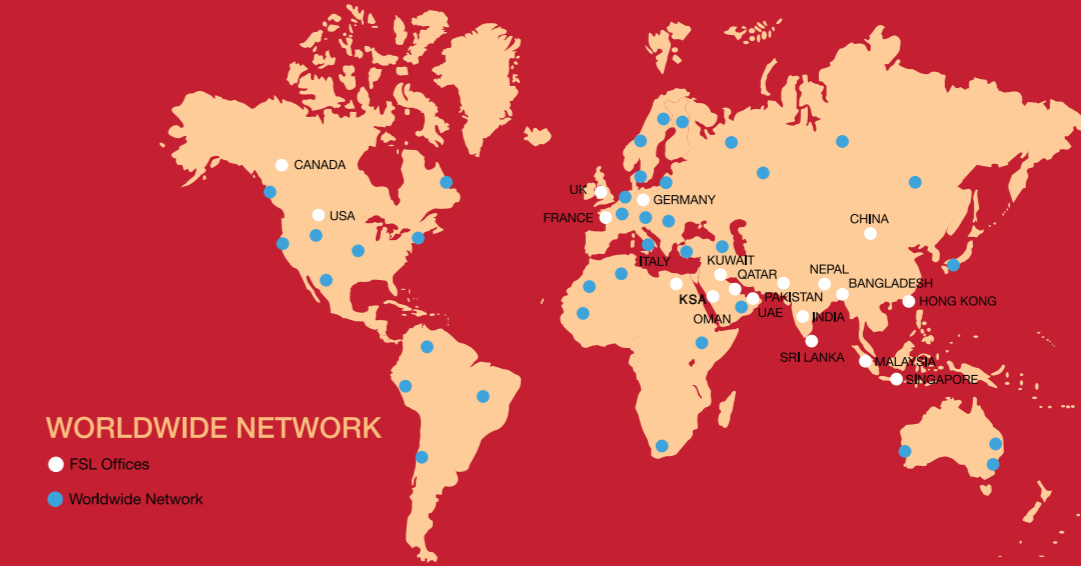 CANADA
USA
UK
GERMANY
FRANCE
CHINA
ITALY
KUWAIT
NEPAL
QATAR
BANGLADESH
KSA
PAKISTAN
HONG KONG
OMAN
UAE
INDIA
SRI LANKA
MALAYSIA
SINGAPORE
WORLDWIDE NETWORK
FSL Offices
Worldwide Network